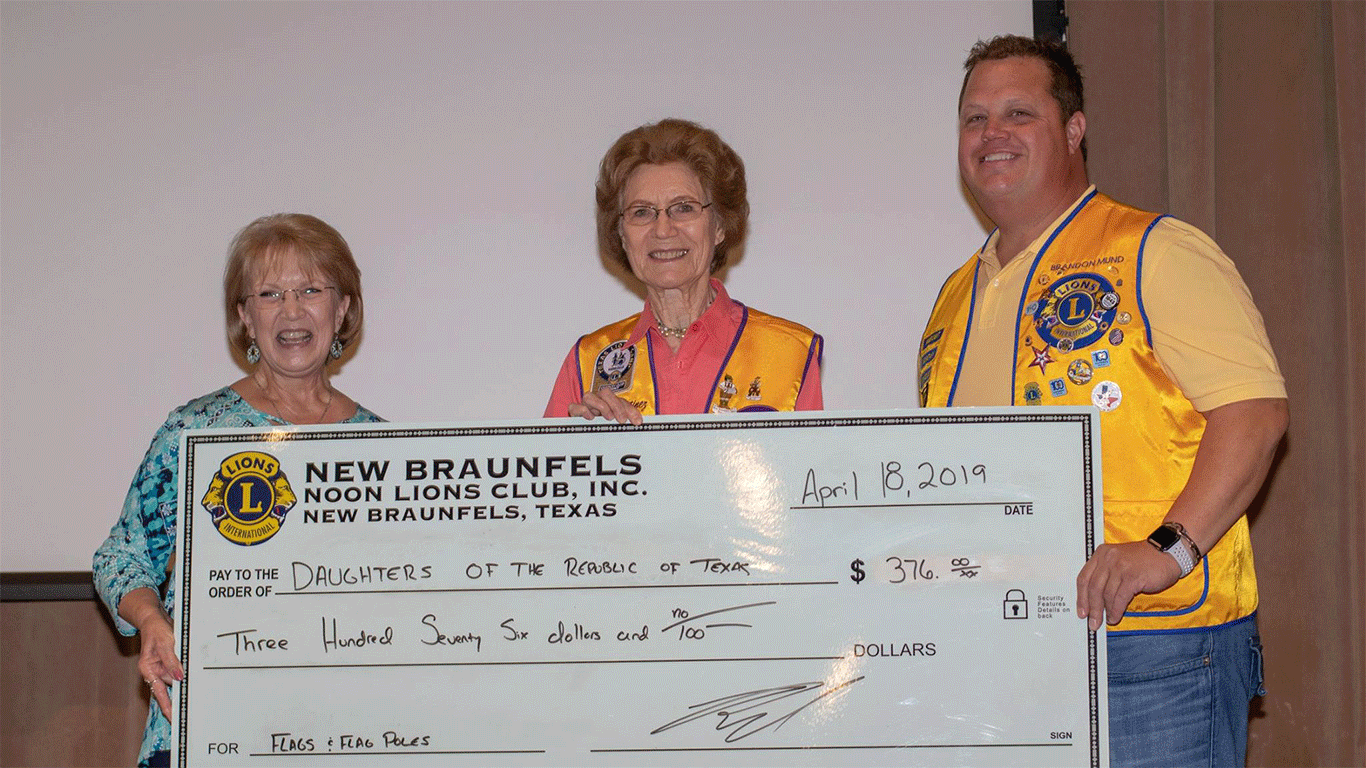 BRANDON MUND
LIONS
L
INTERNATIONAL
LIONS
L
INTERNATIONAL
NEW BRAUNFELS
NOON LIONS CLUB, INC.
NEW BRAUNFELS, TEXAS
April 18, 2019
DATE
PAY TO THE
ORDER OF
DAUGHTERS OF THE REPUBLIC OF TEXAS
$ 376. 00/xx
Security
Features
Details on
back
Three Hundred Seventy Six dollars and no/100
DOLLARS
FOR FLAGS & FLAG POLES
SIGN